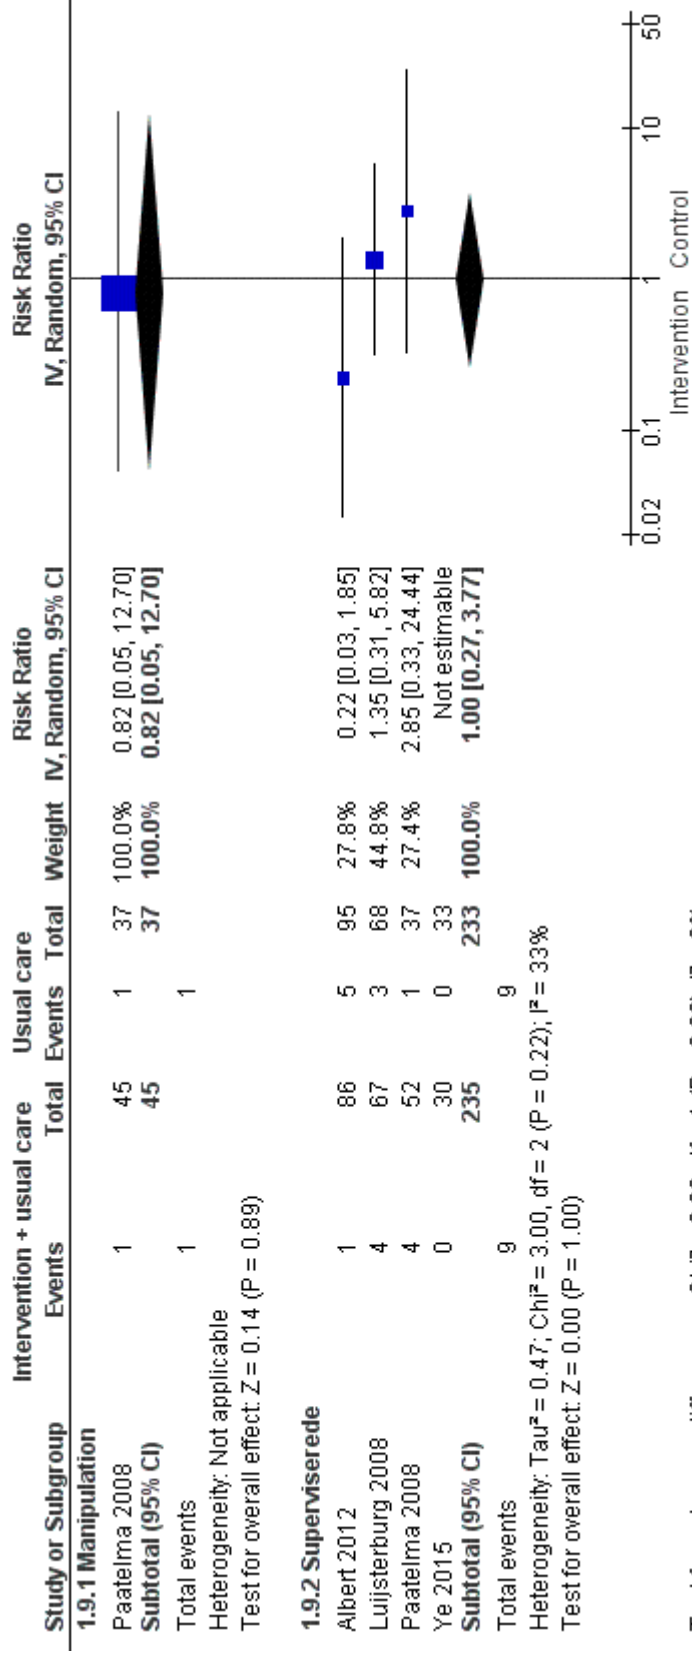 Intervention + usual care Usual care Risk Ratio Risk Ratio
Study or Subgroup Events Total Events Total Weight IV, Random, 95% CI IV, Random, 95% CI
1.9.1 Manipulation
Paatelma 2008 1 45 1 37 100.0% 0.82 [0.05, 12.70]
Subtotal (95% CI) 45 37 100.0% 0.82 [0.05, 12.70]
Total events 1 1
Heterogeneity: Not applicable
Test for overall effect: Z = 0.14 (P = 0.89)
1.9.2 Superviserede
Albert 2012 1 86 5 95 27.8% 0.22 [0.03, 1.85]
Luijsterburg 2008 4 67 3 68 44.8% 1.35 [0.31, 5.82]
Paatelma 2008 4 52 1 37 27.4% 2.85 [0.33, 24.44]
Ye 2015 0 30 0 33 Not estimable
Subtotal (95% CI) 235 233 100.0% 1.00 [0.27, 3.77]
Total events 9 9
Heterogeneity: Tau² = 0.47; Chi² = 3.00, df = 2 (P = 0.22); I² = 33%
Test for overall effect: Z = 0.00 (P = 1.00)
0.02 0.1 1 10 50
Intervention Control